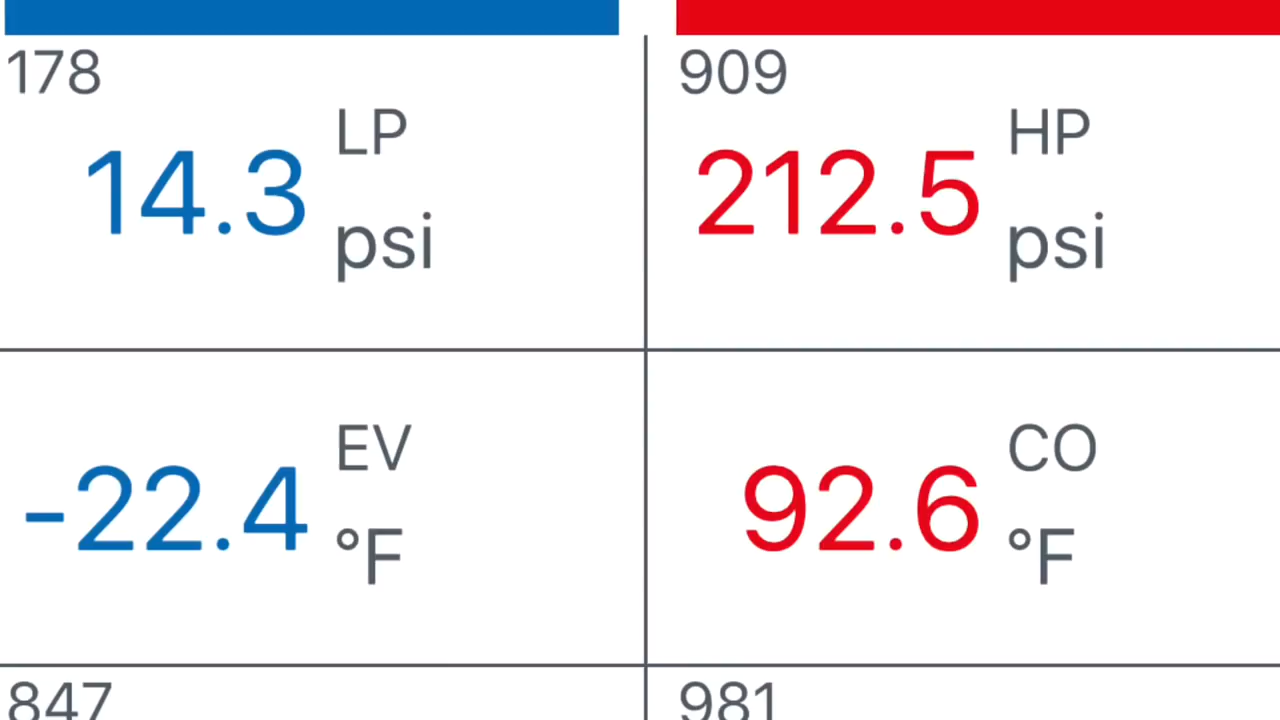 178
14.3 LP psi
909
212.5 HP psi
-22.4 EV °F
92.6 CO °F
847
981